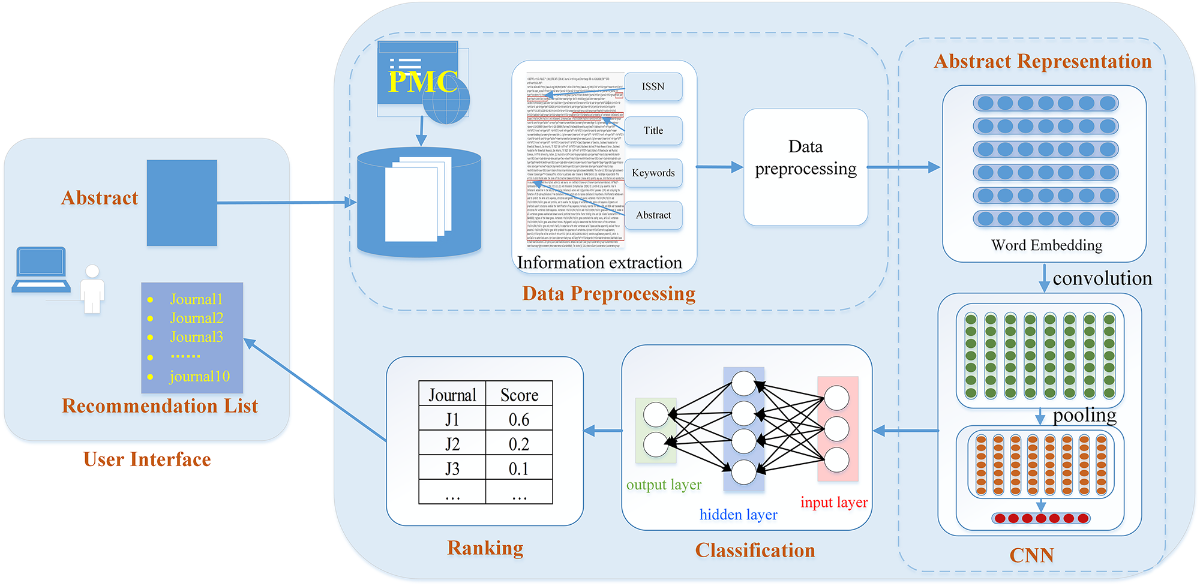 Abstract
Journal1
Journal2
Journal3
......
journal10
Recommendation List
User Interface
PMC
ISSN
Title
Keywords
Abstract
Information extraction
Data
preprocessing
Data Preprocessing
Abstract Representation
Word Embedding
convolution
pooling
CNN
input layer
hidden layer
output layer
Classification
Journal Score
J1 0.6
J2 0.2
J3 0.1
... ...
Ranking